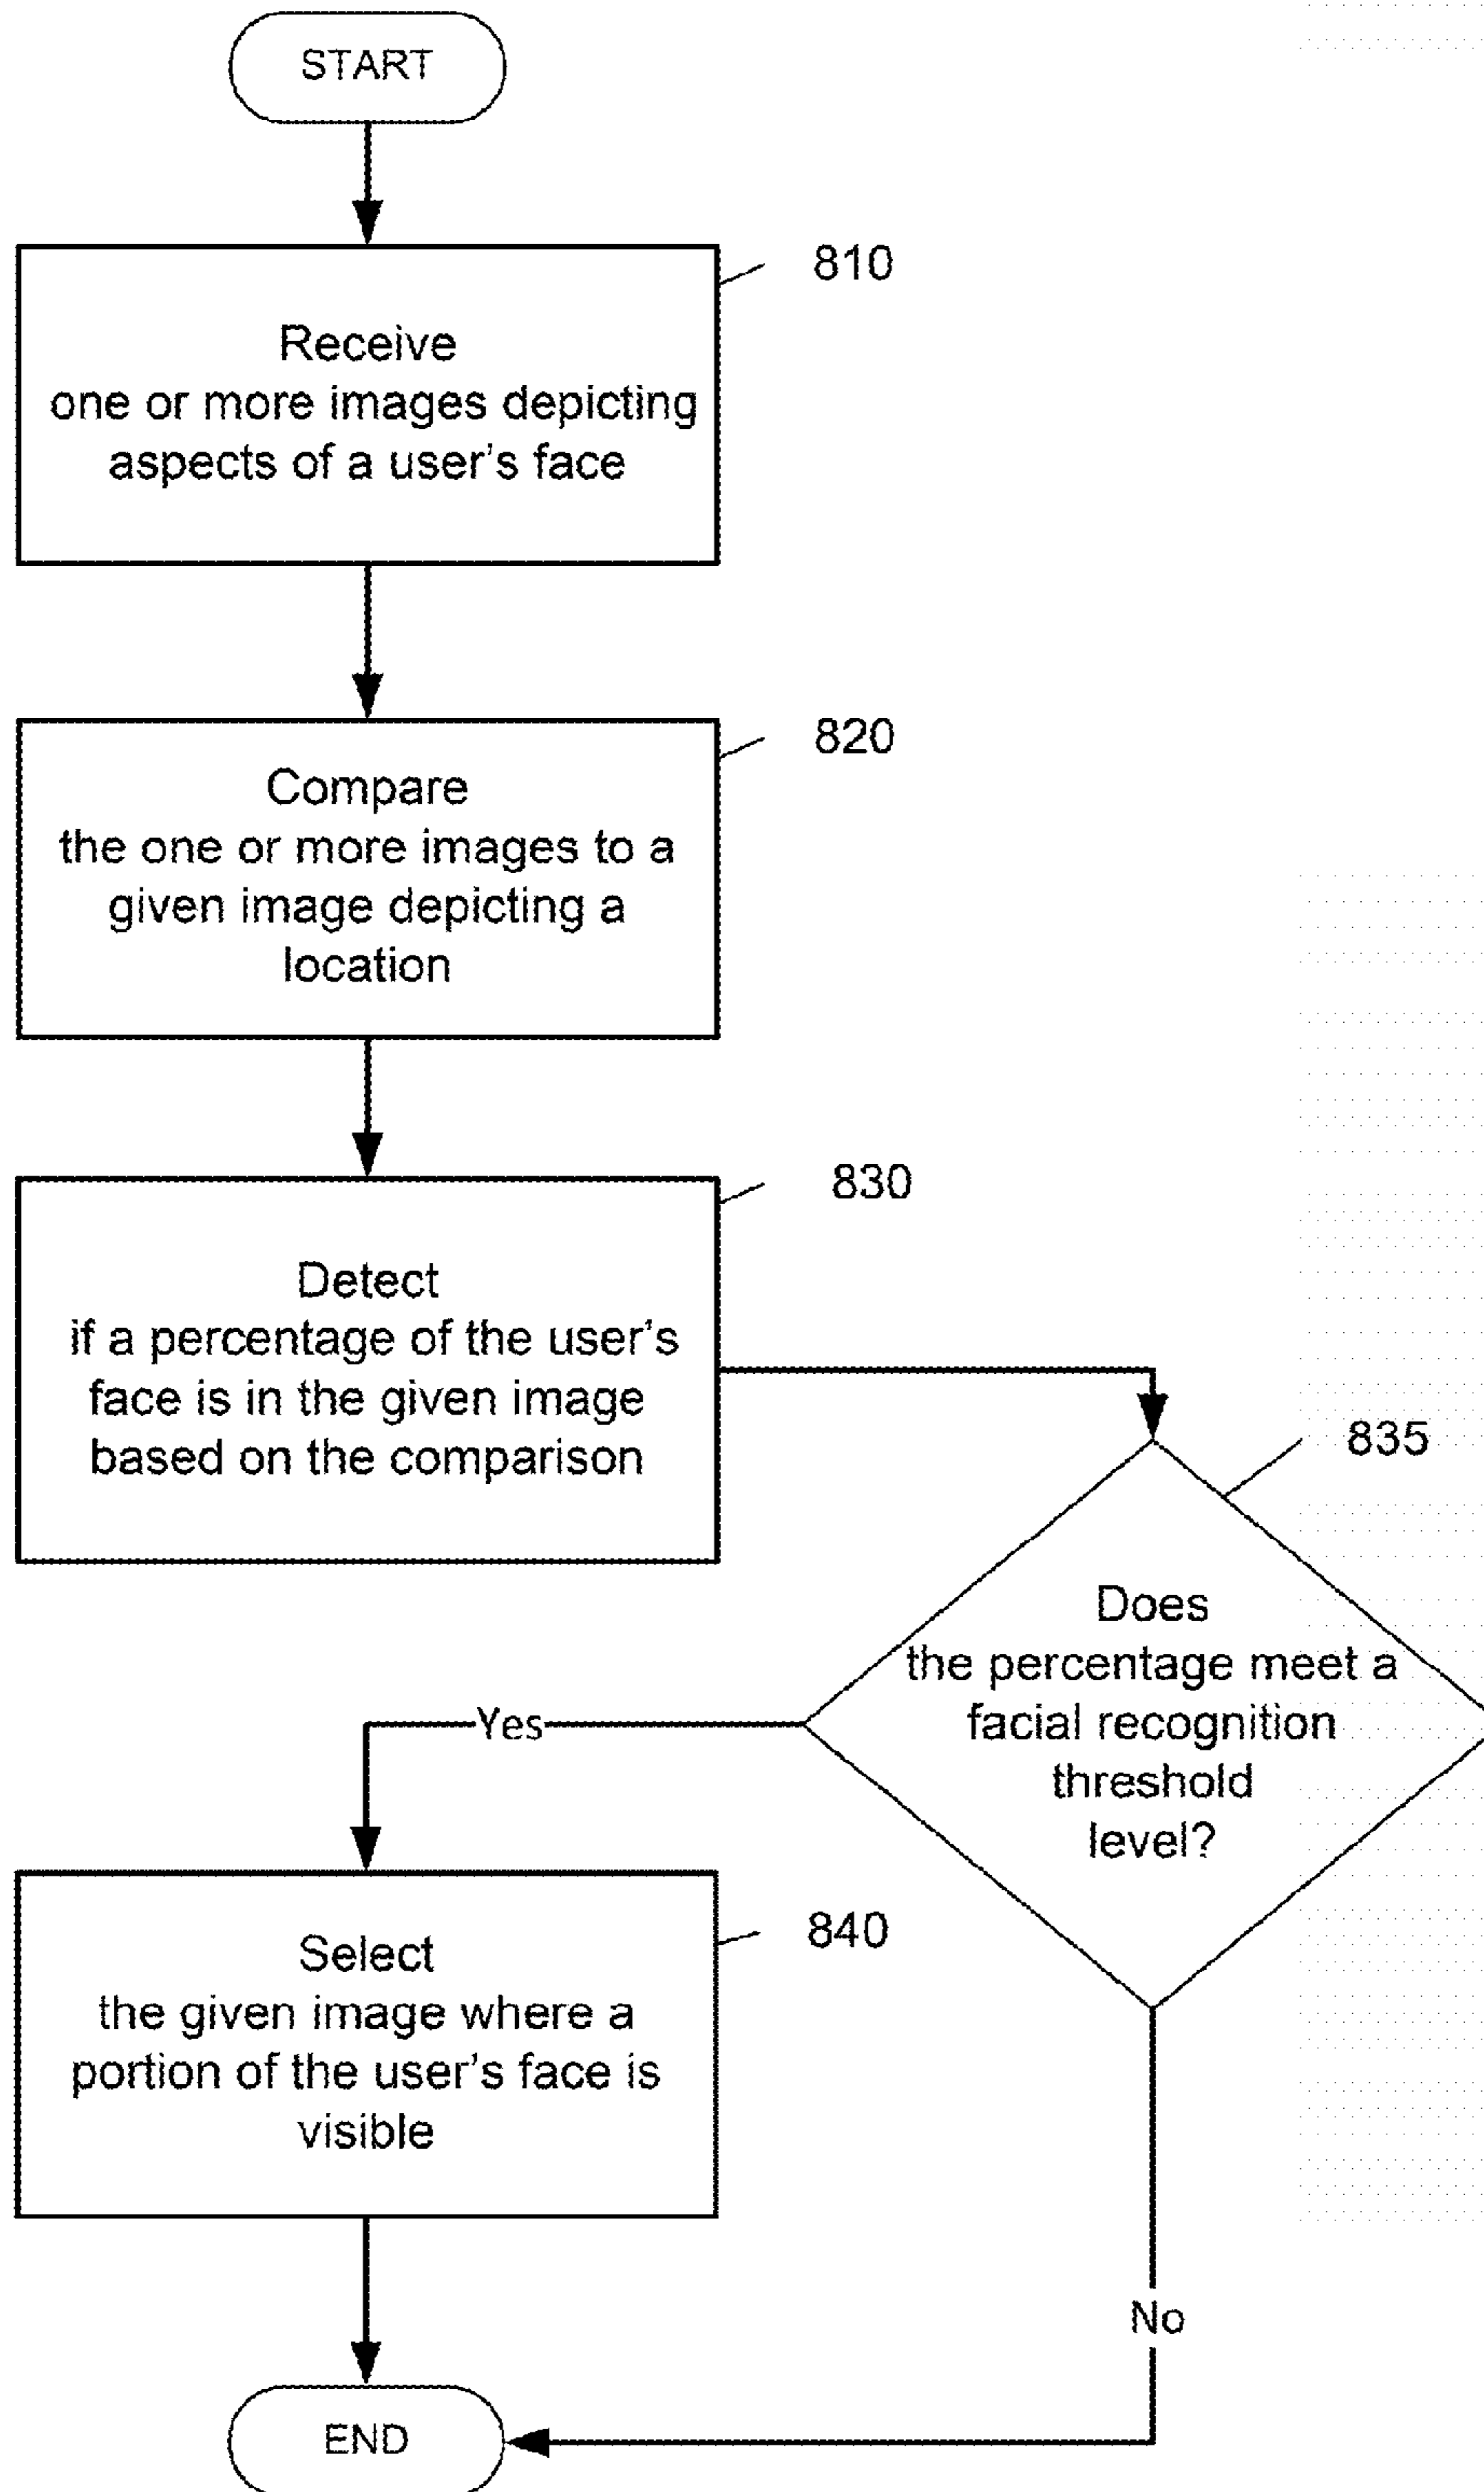 START
810
Receive
one or more images depicting
aspects of a user's face
820
Compare
the one or more images to a
given image depicting a
location
830
Detect
if a percentage of the user's
face is in the given image
based on the comparison
835
Does
the percentage meet a
facial recognition
threshold
level?
Yes
840
Select
the given image where a
portion of the user's face is
visible
No
END